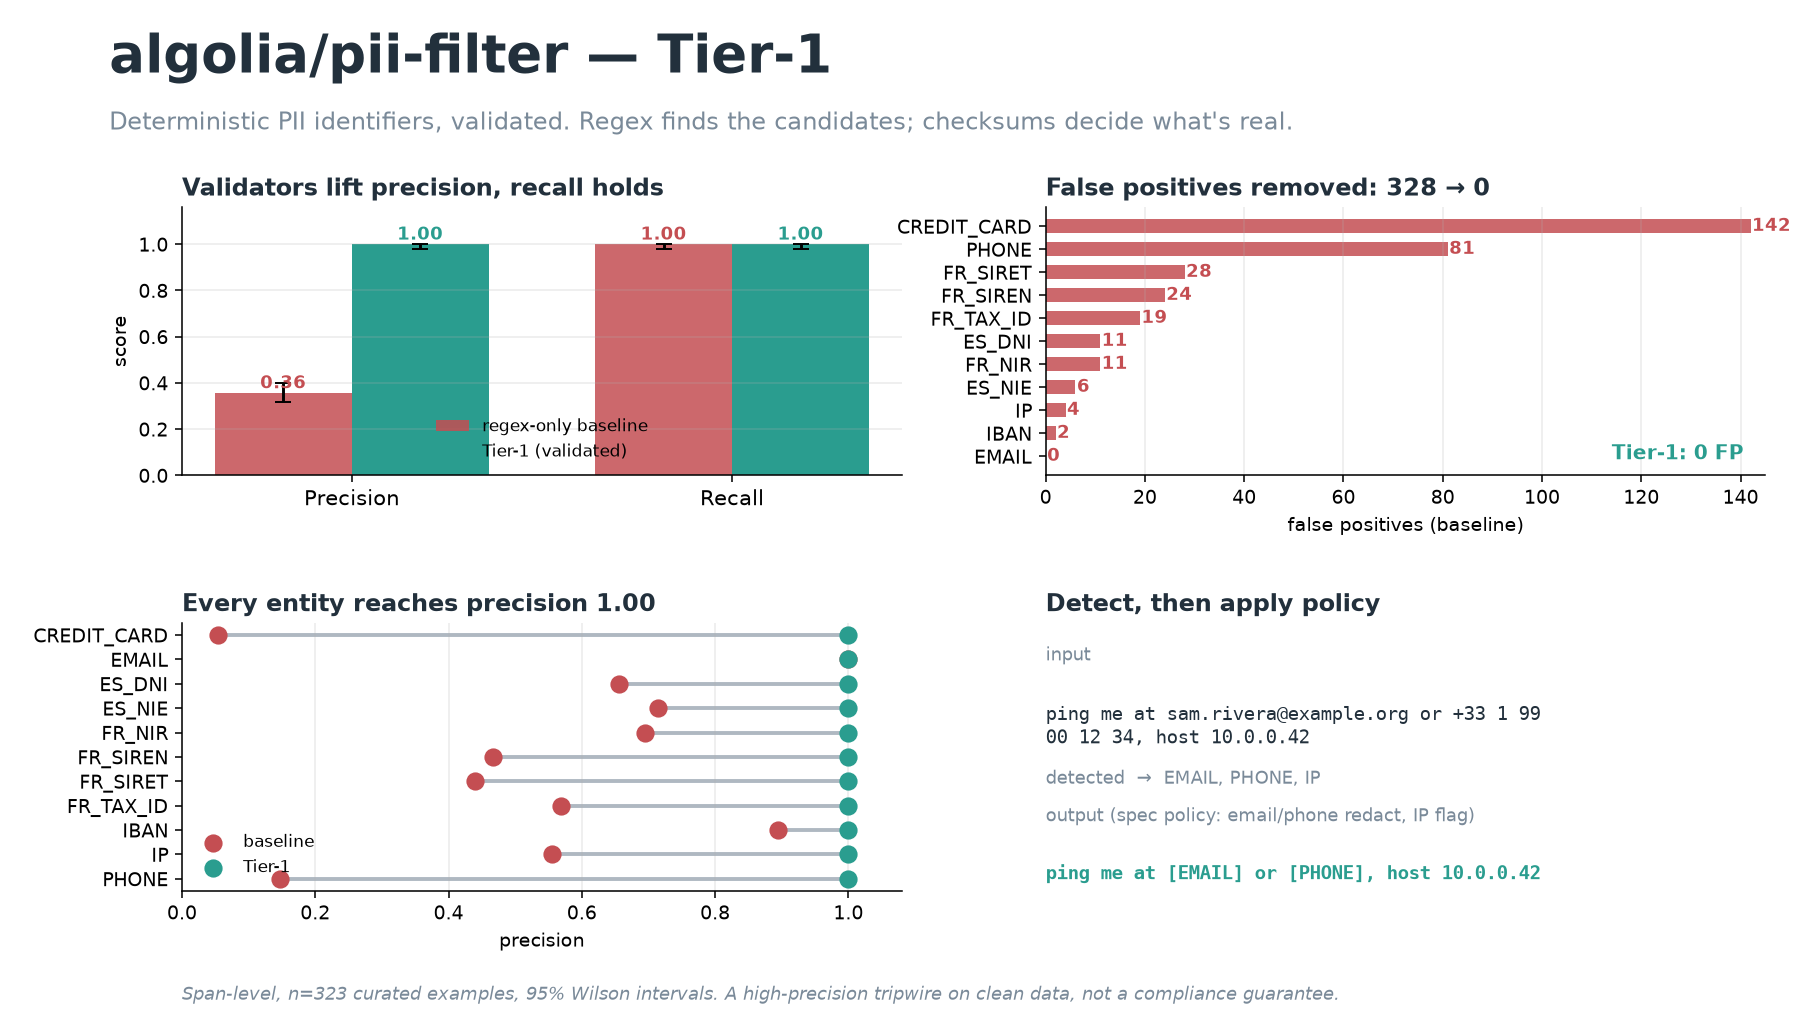 algolia/pii-filter — Tier-1
Deterministic PII identifiers, validated. Regex finds the candidates; checksums decide what's real.
Validators lift precision, recall holds
score
1.0
0.8
0.6
0.4
0.2
0.0
0.36
1.00
1.00
1.00
regex-only baseline
Tier-1 (validated)
Precision
Recall
False positives removed: 328 → 0
CREDIT_CARD 142
PHONE 81
FR_SIRET 28
FR_SIREN 24
FR_TAX_ID 19
ES_DNI 11
FR_NIR 11
ES_NIE 6
IP 4
IBAN 2
EMAIL 0
Tier-1: 0 FP
0 20 40 60 80 100 120 140
false positives (baseline)
Every entity reaches precision 1.00
CREDIT_CARD
EMAIL
ES_DNI
ES_NIE
FR_NIR
FR_SIREN
FR_SIRET
FR_TAX_ID
IBAN
IP
PHONE
baseline
Tier-1
0.0 0.2 0.4 0.6 0.8 1.0
precision
Detect, then apply policy
input
ping me at sam.rivera@example.org or +33 1 99
00 12 34, host 10.0.0.42
detected → EMAIL, PHONE, IP
output (spec policy: email/phone redact, IP flag)
ping me at [EMAIL] or [PHONE], host 10.0.0.42
Span-level, n=323 curated examples, 95% Wilson intervals. A high-precision tripwire on clean data, not a compliance guarantee.